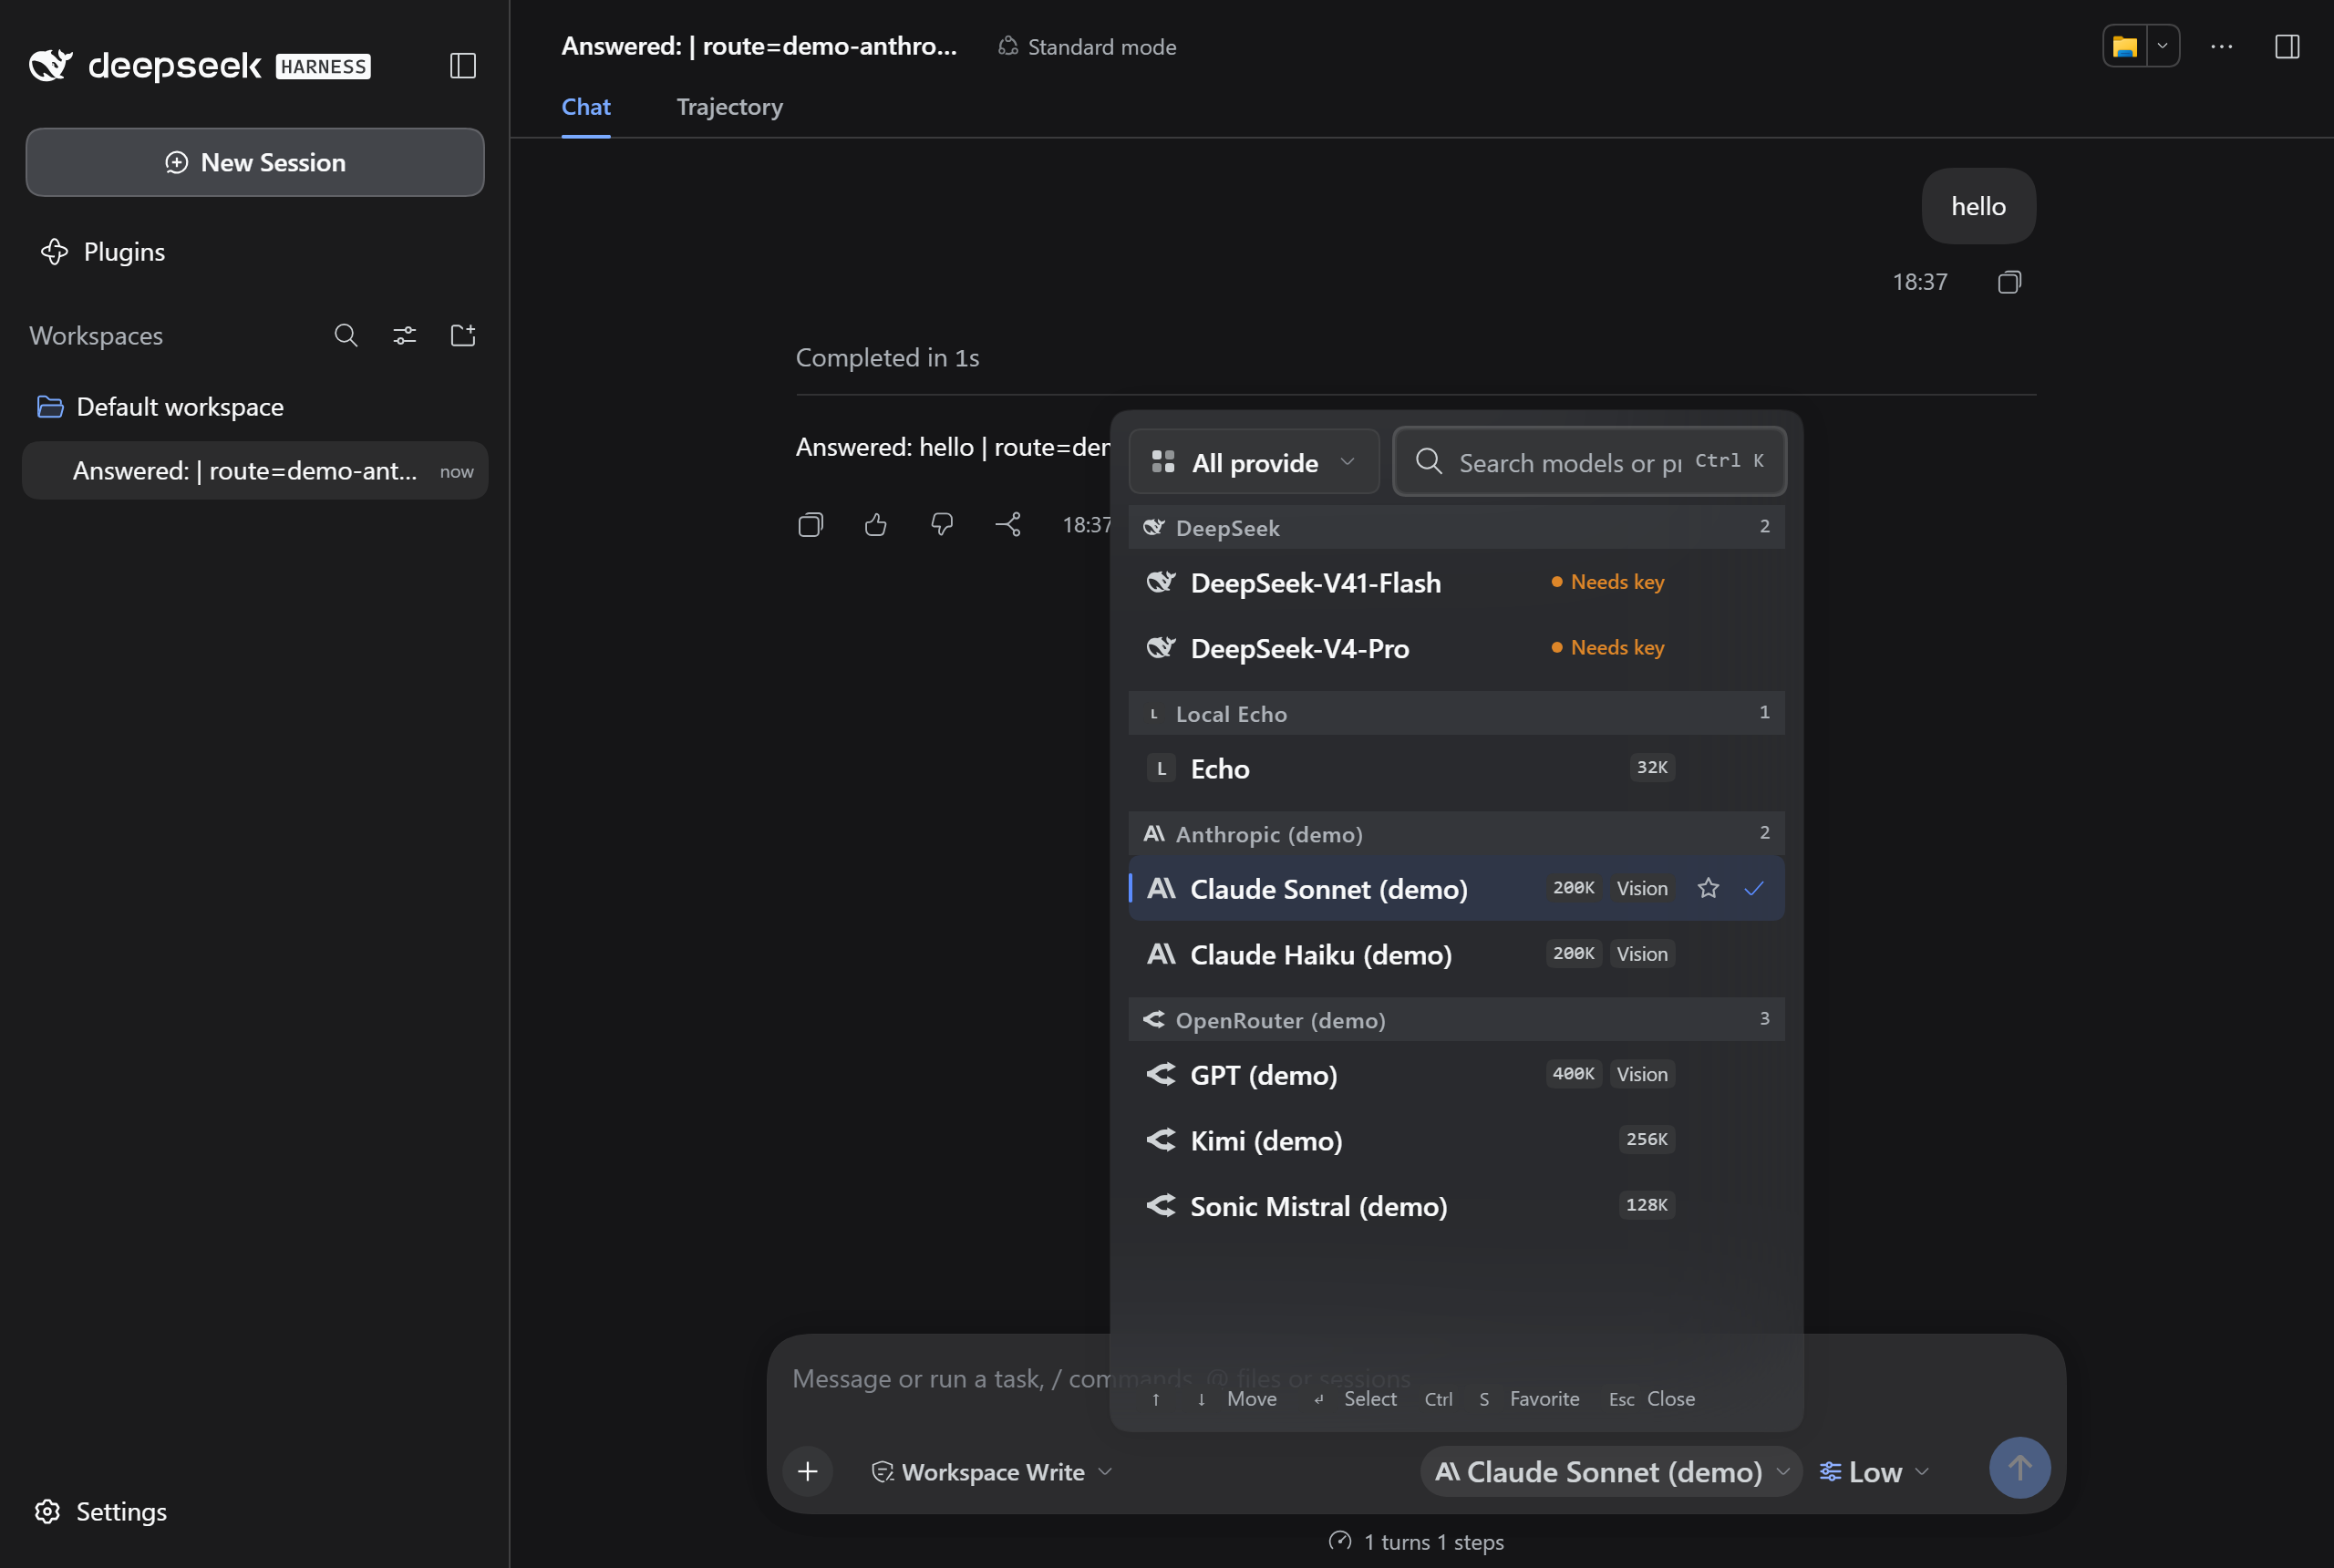 deepseek HARNESS
New Session
Plugins
Workspaces
Default workspace
Answered: | route=demo-ant... now
Settings
Answered: | route=demo-anthro... Standard mode
Chat Trajectory
hello
18:37
Completed in 1s
Answered: hello | route=der
18:37
All provide
Search models or pr Ctrl K
DeepSeek 2
DeepSeek-V41-Flash Needs key
DeepSeek-V4-Pro Needs key
L Local Echo 1
L Echo 32K
Anthropic (demo) 2
Claude Sonnet (demo) 200K Vision
Claude Haiku (demo) 200K Vision
OpenRouter (demo) 3
GPT (demo) 400K Vision
Kimi (demo) 256K
Sonic Mistral (demo) 128K
Message or run a task, / commands, @ files or sessions
↑ ↓ Move ↵ Select Ctrl S Favorite Esc Close
Workspace Write
Claude Sonnet (demo) Low
1 turns 1 steps